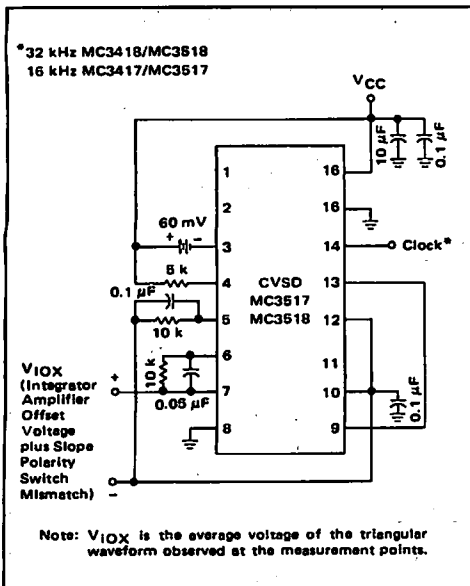 *32 kHz MC3418/MC3518
16 kHz MC3417/MC3517
VCC
10 μF
0.1 μF
1
16
2
16
60 mV
+ -
3
14
Clock*
5 k
4
CVSD
13
0.1 μF
MC3517
MC3518
5
12
10 k
6
11
10 k
0.05 μF
7
10
0.1 μF
8
9
VIOX
(Integrator
Amplifier
Offset
Voltage
plus Slope
Polarity
Switch
Mismatch)
+
-
Note: VIOX is the average voltage of the triangular
waveform observed at the measurement points.